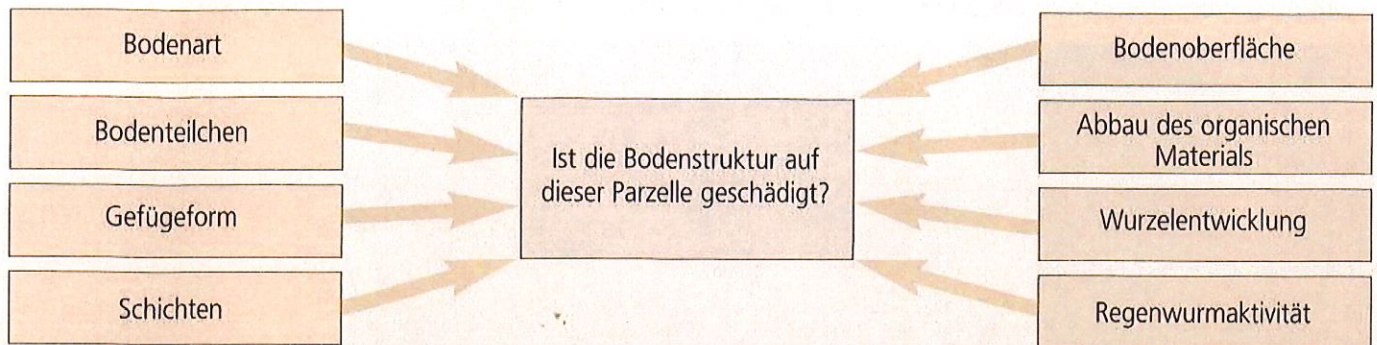 Bodenart
Bodenteilchen
Gefügeform
Schichten
Ist die Bodenstruktur auf
dieser Parzelle geschädigt?
Bodenoberfläche
Abbau des organischen
Materials
Wurzelentwicklung
Regenwurmaktivität